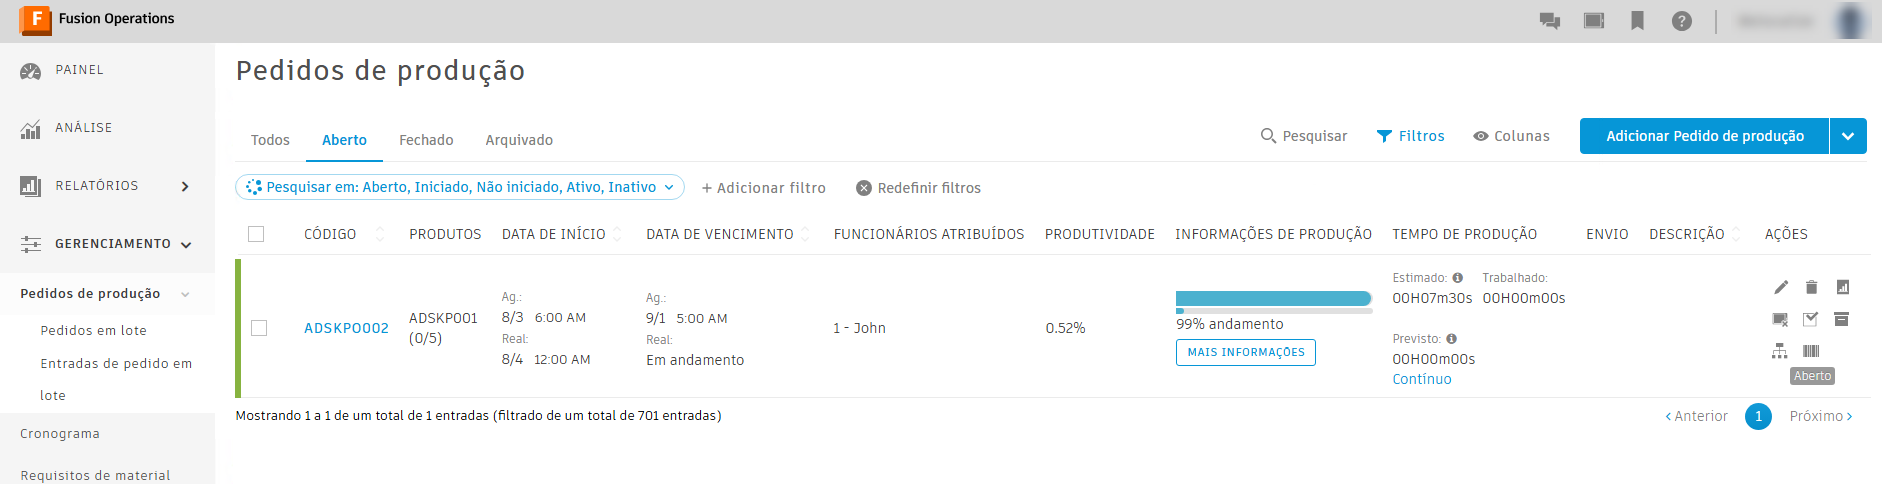 F Fusion Operations
PAINEL
ANÁLISE
RELATÓRIOS
GERENCIAMENTO
Pedidos de produção
Pedidos em lote
Entradas de pedido em
lote
Cronograma
Requisitos de material
Pedidos de produção
Todos Aberto Fechado Arquivado
Pesquisar Filtros Colunas Adicionar Pedido de produção
Pesquisar em: Aberto, Iniciado, Não iniciado, Ativo, Inativo + Adicionar filtro Redefinir filtros
CÓDIGO PRODUTOS DATA DE INÍCIO DATA DE VENCIMENTO FUNCIONÁRIOS ATRIBUÍDOS PRODUTIVIDADE INFORMAÇÕES DE PRODUÇÃO TEMPO DE PRODUÇÃO ENVIO DESCRIÇÃO AÇÕES
ADSKPO002
ADSKP001
(0/5)
Ag.:
8/3 6:00 AM
Real:
8/4 12:00 AM
Ag.:
9/1 5:00 AM
Real:
Em andamento
1 - John
0.52%
99% andamento
MAIS INFORMAÇÕES
Estimado: Trabalhado:
00H07m30s 00H00m00s
Previsto:
00H00m00s
Contínuo
Aberto
Mostrando 1 a 1 de um total de 1 entradas (filtrado de um total de 701 entradas)
Anterior 1 Próximo